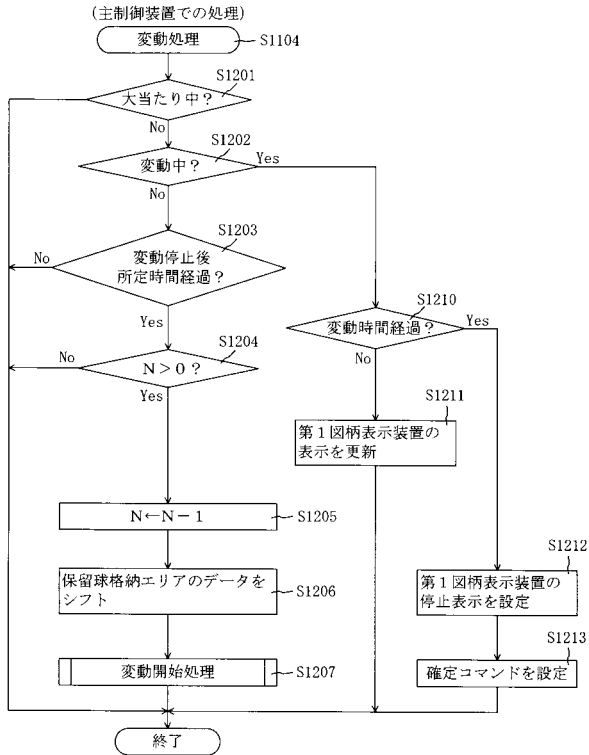 (主制御装置での処理)
変動処理
S1104
S1201
大当たり中?
No
S1202
変動中?
Yes
No
S1203
変動停止後
所定時間経過?
No
Yes
S1210
変動時間経過?
Yes
No
S1204
N>0?
No
Yes
S1211
第1図柄表示装置の
表示を更新
N←N-1
S1205
S1212
第1図柄表示装置の
停止表示を設定
保留球格納エリアのデータを
シフト
S1206
S1213
確定コマンドを設定
変動開始処理
S1207
終了